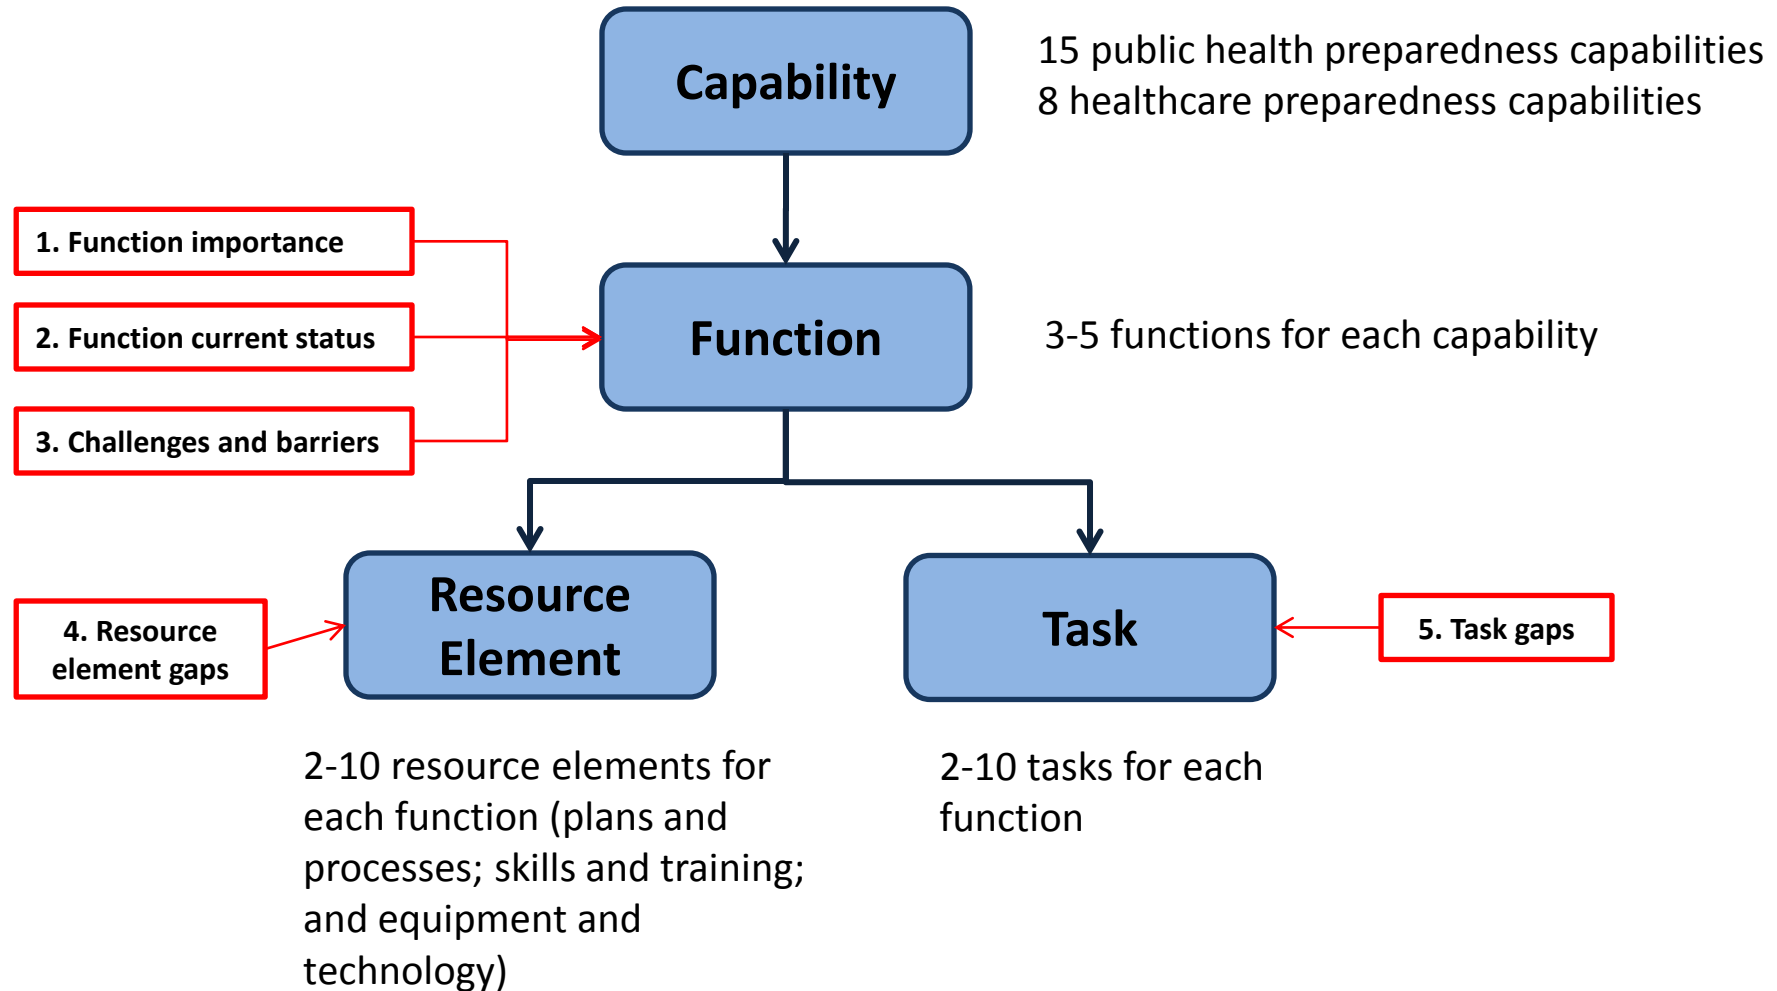 Capability
15 public health preparedness capabilities
8 healthcare preparedness capabilities
1. Function importance
2. Function current status
3. Challenges and barriers
Function
3-5 functions for each capability
4. Resource
element gaps
Resource
Element
Task
5. Task gaps
2-10 resource elements for
each function (plans and
processes; skills and training;
and equipment and
technology)
2-10 tasks for each
function